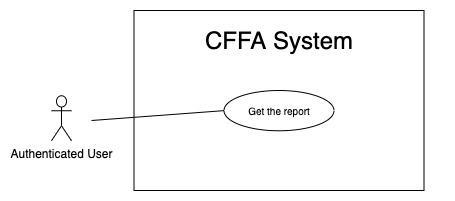 CFFA System
Get the report
Authenticated User